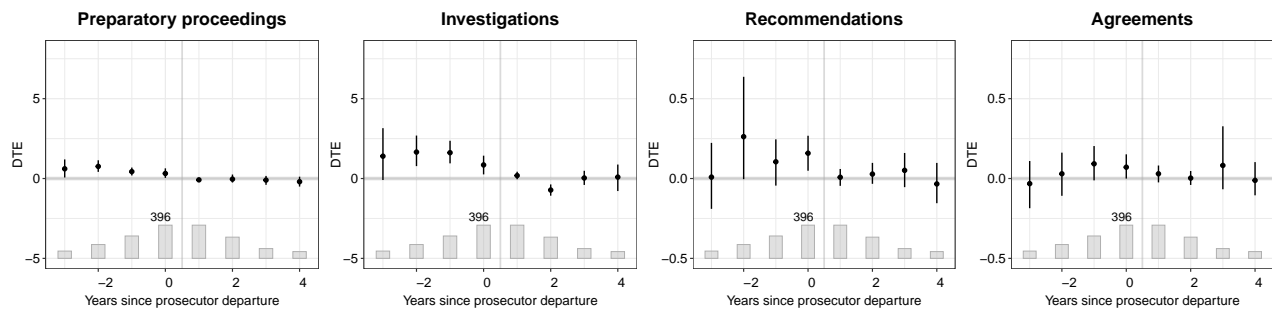 Preparatory proceedings
5
0
−5
DTE
396
−2 0 2 4
Years since prosecutor departure
Investigations
5
0
−5
DTE
396
−2 0 2 4
Years since prosecutor departure
Recommendations
0.5
0.0
−0.5
DTE
396
−2 0 2 4
Years since prosecutor departure
Agreements
0.5
0.0
−0.5
DTE
396
−2 0 2 4
Years since prosecutor departure